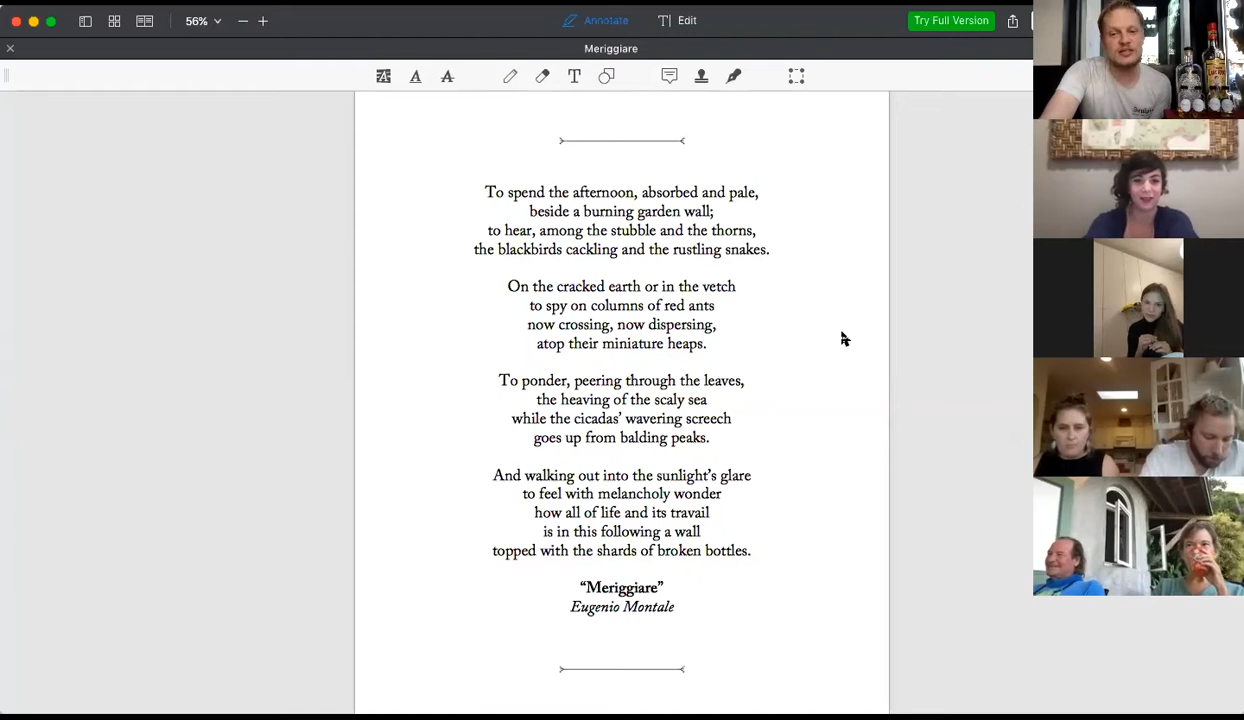 56%
Annotate
Edit
Try Full Version
Meriggiare
A
A
A
T
To spend the afternoon, absorbed and pale,
beside a burning garden wall;
to hear, among the stubble and the thorns,
the blackbirds cackling and the rustling snakes.
On the cracked earth or in the vetch
to spy on columns of red ants
now crossing, now dispersing,
atop their miniature heaps.
To ponder, peering through the leaves,
the heaving of the scaly sea
while the cicadas’ wavering screech
goes up from balding peaks.
And walking out into the sunlight’s glare
to feel with melancholy wonder
how all of life and its travail
is in this following a wall
topped with the shards of broken bottles.
“Meriggiare”
Eugenio Montale